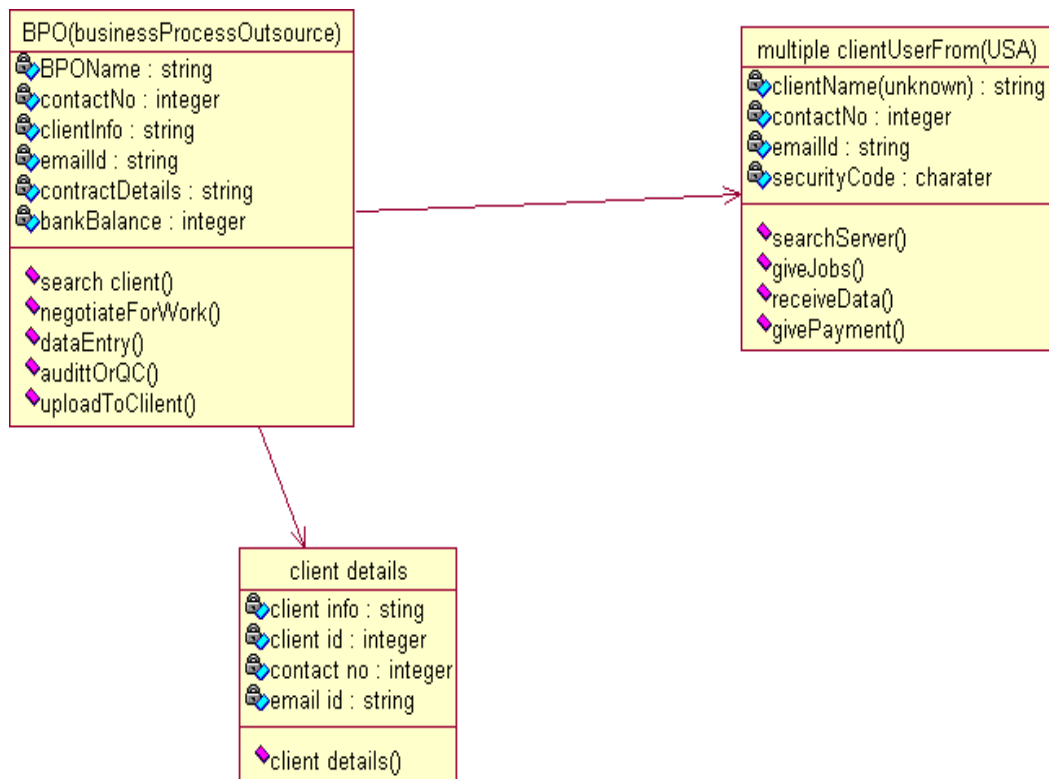 BPO(businessProcessOutsource)
BPOName : string
contactNo : integer
clientInfo : string
emailId : string
contractDetails : string
bankBalance : integer
search client()
negotiateForWork()
dataEntry()
audittOrQC()
uploadToClilent()
multiple clientUserFrom(USA)
clientName(unknown) : string
contactNo : integer
emailId : string
securityCode : charater
searchServer()
giveJobs()
receiveData()
givePayment()
client details
client info : sting
client id : integer
contact no : integer
email id : string
client details()